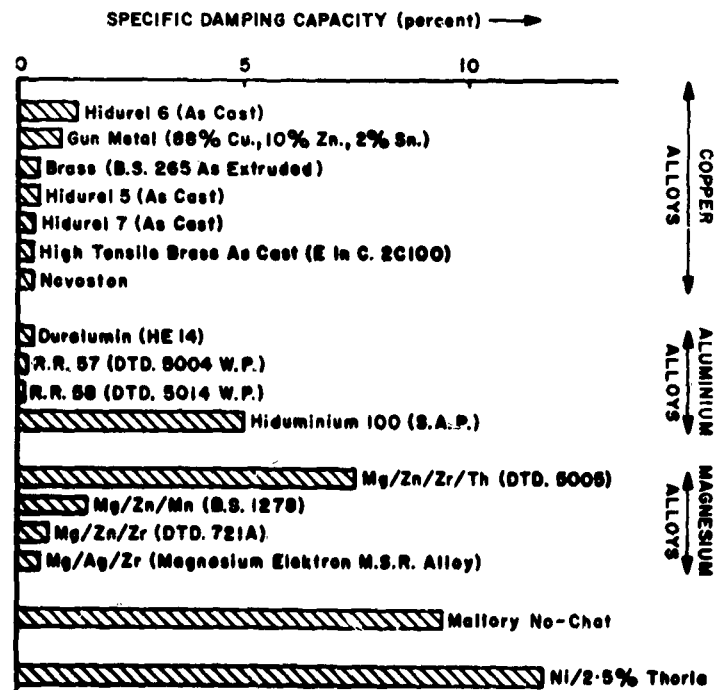 SPECIFIC DAMPING CAPACITY (percent)
0 5 10
Hidurel 6 (As Cast)
Gun Metal (88% Cu., 10% Zn., 2% Sn.)
Brass (B.S. 265 As Extruded)
Hidurel 5 (As Cast)
Hidurel 7 (As Cast)
High Tensile Brass As Cast (E in C. 2C100)
Novoston
COPPER
ALLOYS
Duralumin (HE 14)
R.R. 57 (DTD. 5004 W.P.)
R.R. 58 (DTD. 5014 W.P.)
Hiduminium 100 (S.A.P.)
ALUMINIUM
ALLOYS
Mg/Zn/Zr/Th (DTD. 5005)
Mg/Zn/Mn (B.S. 1278)
Mg/Zn/Zr (DTD. 721A)
Mg/Ag/Zr (Magnesium Elektron M.S.R. Alloy)
MAGNESIUM
ALLOYS
Mallory No-Chat
Ni/2·5% Thoria